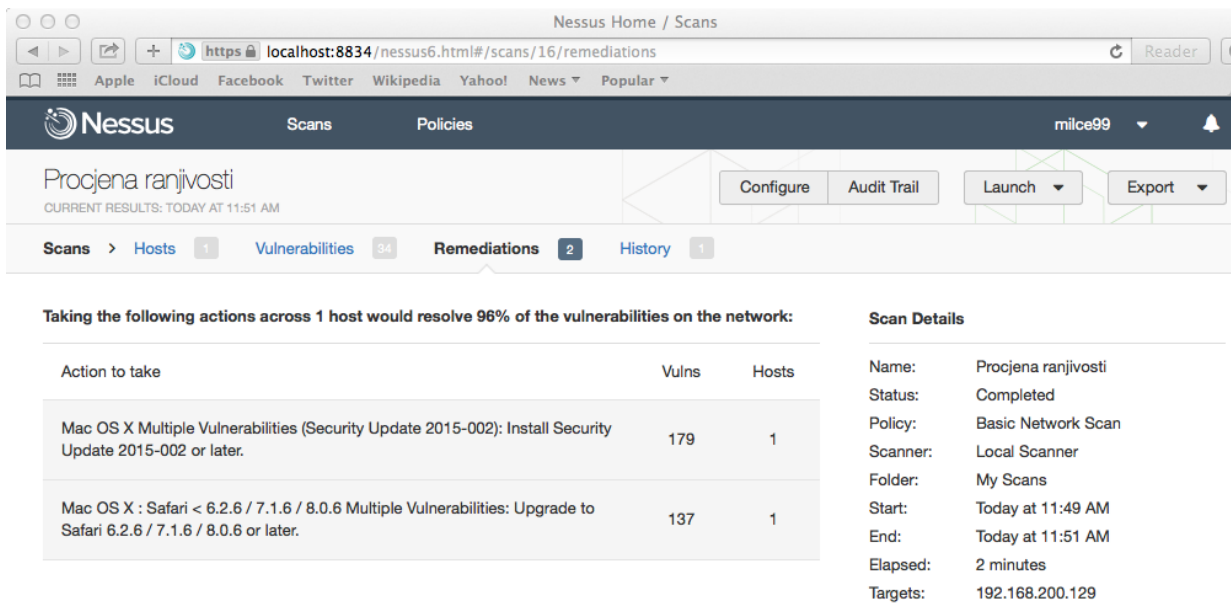 Nessus Home / Scans
https localhost:8834/nessus6.html#/scans/16/remediations Reader
Apple iCloud Facebook Twitter Wikipedia Yahoo! News Popular
Nessus Scans Policies milce99
Procjena ranjivosti
CURRENT RESULTS: TODAY AT 11:51 AM
Configure Audit Trail Launch Export
Scans > Hosts 1 Vulnerabilities 34 Remediations 2 History 1
Taking the following actions across 1 host would resolve 96% of the vulnerabilities on the network:
Action to take Vulns Hosts
Mac OS X Multiple Vulnerabilities (Security Update 2015-002): Install Security
Update 2015-002 or later.
179 1
Mac OS X : Safari < 6.2.6 / 7.1.6 / 8.0.6 Multiple Vulnerabilities: Upgrade to
Safari 6.2.6 / 7.1.6 / 8.0.6 or later.
137 1
Scan Details
Name: Procjena ranjivosti
Status: Completed
Policy: Basic Network Scan
Scanner: Local Scanner
Folder: My Scans
Start: Today at 11:49 AM
End: Today at 11:51 AM
Elapsed: 2 minutes
Targets: 192.168.200.129